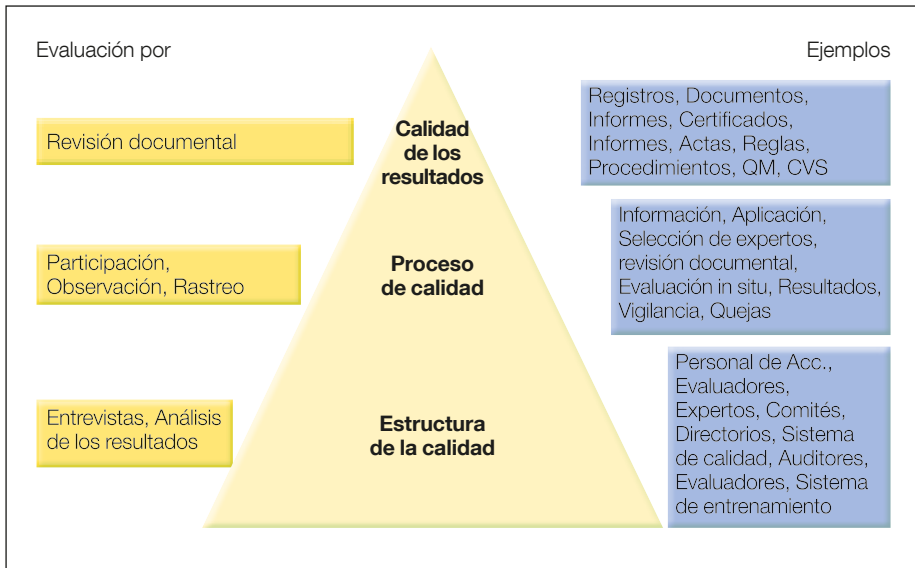 Evaluación por
Ejemplos
Revisión documental
Calidad
de los
resultados
Registros, Documentos,
Informes, Certificados,
Informes, Actas, Reglas,
Procedimientos, QM, CVS
Participación,
Observación, Rastreo
Proceso
de calidad
Información, Aplicación,
Selección de expertos,
revisión documental,
Evaluación in situ, Resultados,
Vigilancia, Quejas
Entrevistas, Análisis
de los resultados
Estructura
de la calidad
Personal de Acc.,
Evaluadores,
Expertos, Comités,
Directorios, Sistema
de calidad, Auditores,
Evaluadores, Sistema
de entrenamiento